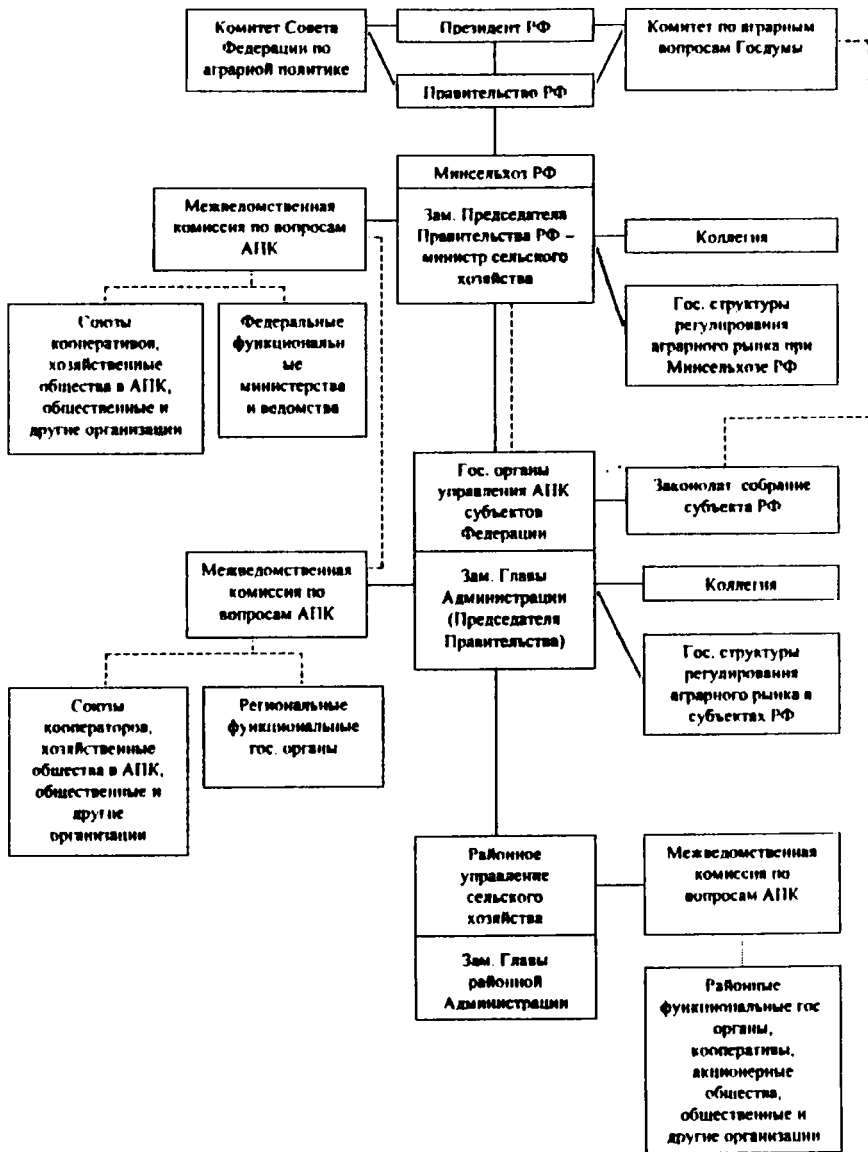 Комитет Совета
Федерации по
аграрной политике
Президент РФ
Комитет по аграрным
вопросам Госдумы
Правительство РФ
Минсельхоз РФ
Зам. Председателя
Правительства РФ –
министр сельского
хозяйства
Межведомственная
комиссия по вопросам
АПК
Коллегия
Союзы
кооперативов,
хозяйственные
общества в АПК,
общественные и
другие организации
Федеральные
функциональн
ые
министерства
и ведомства
Гос. структуры
регулирования
аграрного рынка при
Минсельхозе РФ
Гос. органы
управления АПК
субъектов
Федерации
Законодат собрание
субъекта РФ
Межведомственная
комиссия по
вопросам АПК
Зам. Главы
Администрации
(Председателя
Правительства)
Коллегия
Гос. структуры
регулирования
аграрного рынка в
субъектах РФ
Союзы
кооператоров,
хозяйственные
общества в АПК,
общественные и
другие
организации
Региональные
функциональные
гос. органы
Районное
управление
сельского
хозяйства
Межведомственная
комиссия по
вопросам АПК
Зам. Главы
районной
Администрации
Районные
функциональные гос
органы,
кооперативы,
акционерные
общества,
общественные и
другие организации